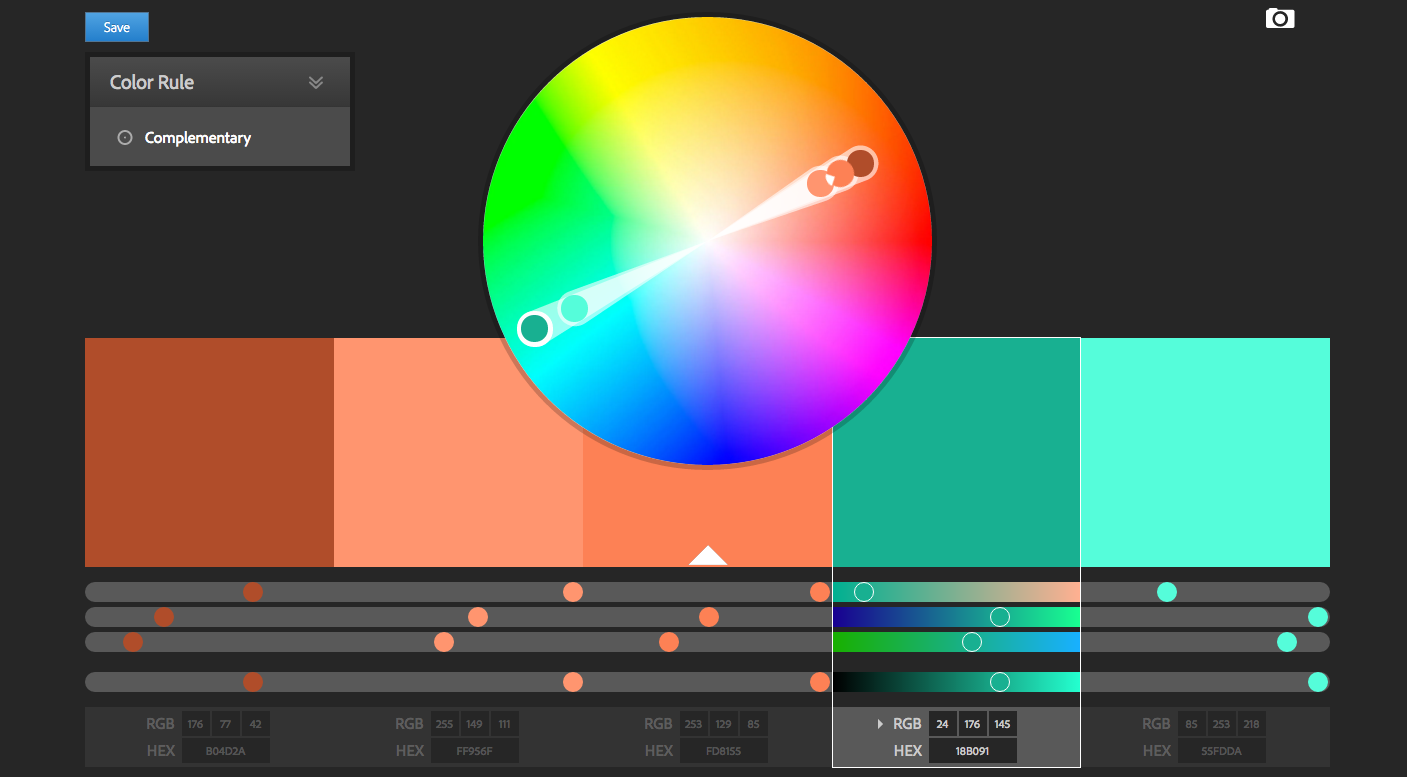 Save
Color Rule
Complementary
RGB 176 77 42
HEX B04D2A
RGB 255 149 111
HEX FF956F
RGB 253 129 85
HEX FD8155
RGB 24 176 145
HEX 18B091
RGB 85 253 218
HEX 55FDDA